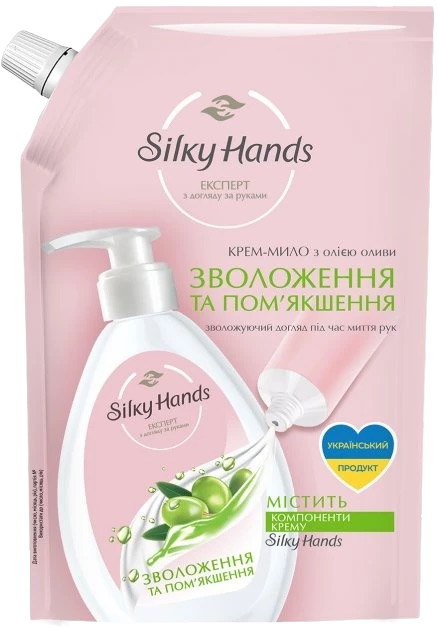 Silky Hands
ЕКСПЕРТ
з догляду за руками
КРЕМ-МИЛО з олією оливи
ЗВОЛОЖЕННЯ
ТА ПОМ'ЯКШЕННЯ
зволожуючий догляд під час миття рук
Silky Hands
ЕКСПЕРТ
з догляду за руками
УКРАЇНСЬКИЙ
ПРОДУКТ
МІСТИТЬ
КОМПОНЕНТИ
КРЕМУ
Silky Hands
ЗВОЛОЖЕННЯ
ТА ПОМ'ЯКШЕННЯ